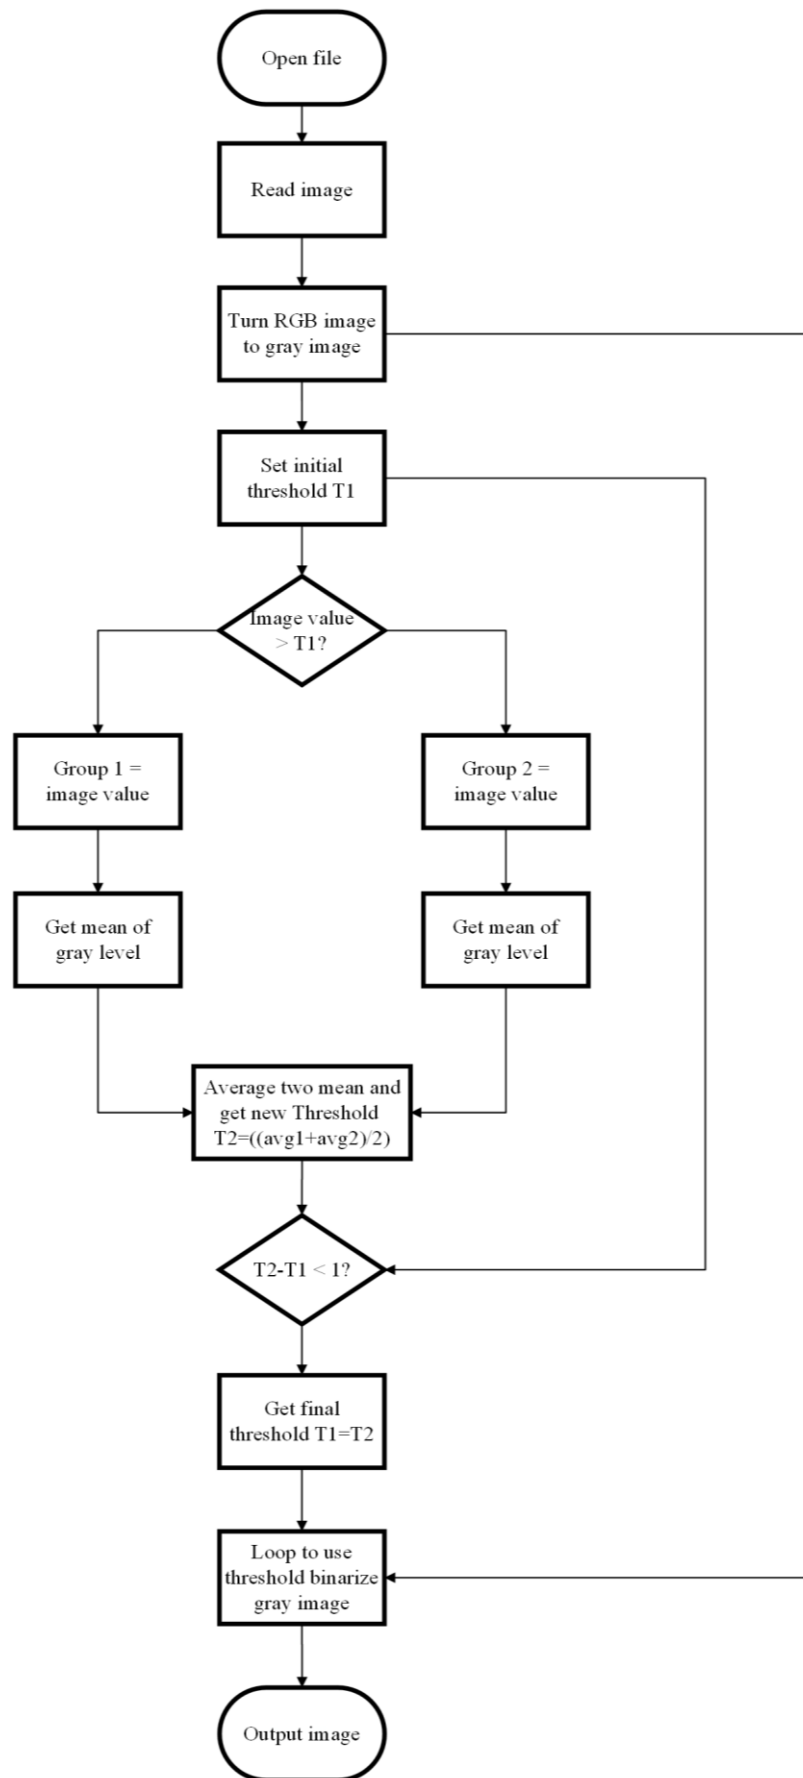 Open file
Read image
Turn RGB image
to gray image
Set initial
threshold T1
Image value
> T1?
Group 1 =
image value
Group 2 =
image value
Get mean of
gray level
Get mean of
gray level
Average two mean and
get new Threshold
T2=((avg1+avg2)/2)
T2-T1 < 1?
Get final
threshold T1=T2
Loop to use
threshold binarize
gray image
Output image